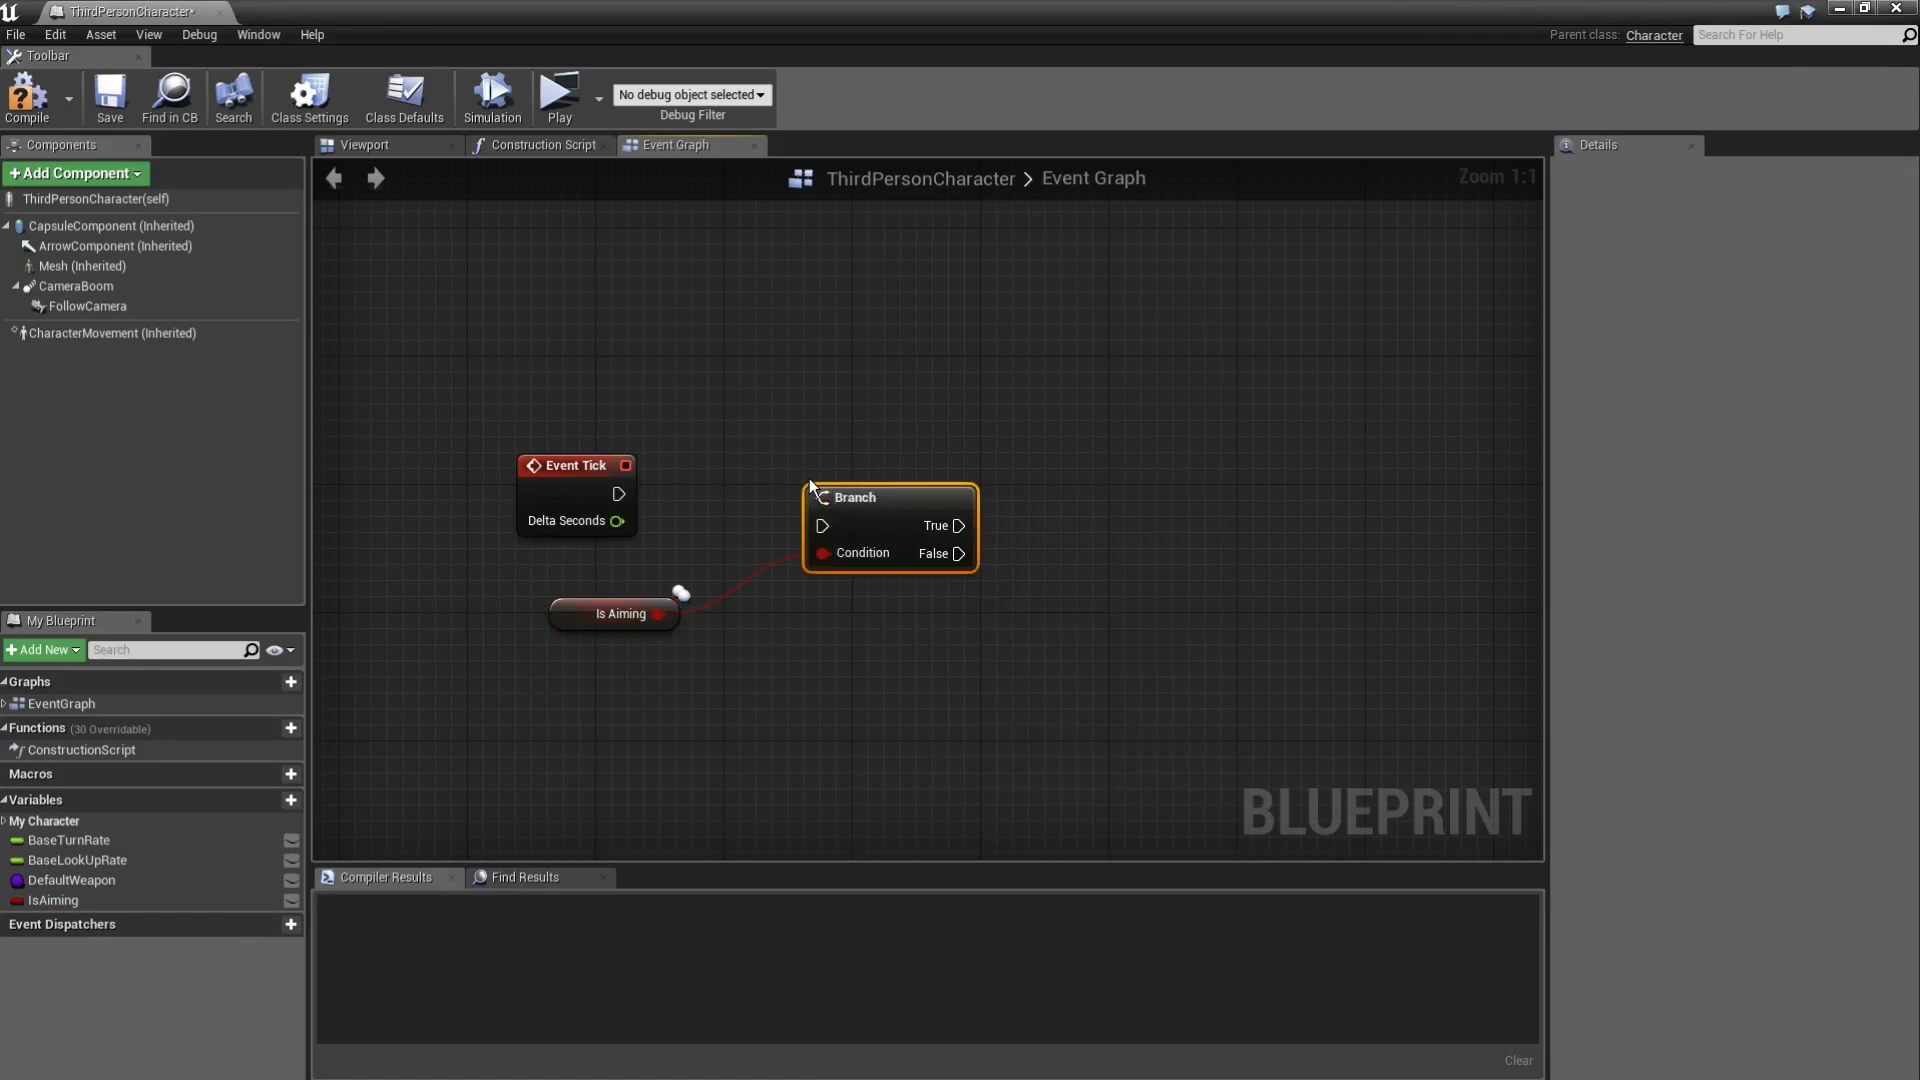 ThirdPersonCharacter*
File Edit Asset View Debug Window Help
Parent class: Character Search For Help
Toolbar
Compile Save Find in CB Search Class Settings Class Defaults Simulation Play
No debug object selected
Debug Filter
Components
Viewport Construction Script Event Graph
Details
+Add Component
ThirdPersonCharacter > Event Graph
Zoom 1:1
ThirdPersonCharacter(self)
CapsuleComponent (Inherited)
ArrowComponent (Inherited)
Mesh (Inherited)
CameraBoom
FollowCamera
CharacterMovement (Inherited)
Event Tick
Delta Seconds
Branch
True
Condition False
Is Aiming
BLUEPRINT
My Blueprint
+Add New Search
Graphs
EventGraph
Functions (30 Overridable)
ConstructionScript
Macros
Variables
My Character
BaseTurnRate
BaseLookUpRate
DefaultWeapon
IsAiming
Event Dispatchers
Compiler Results Find Results
Clear